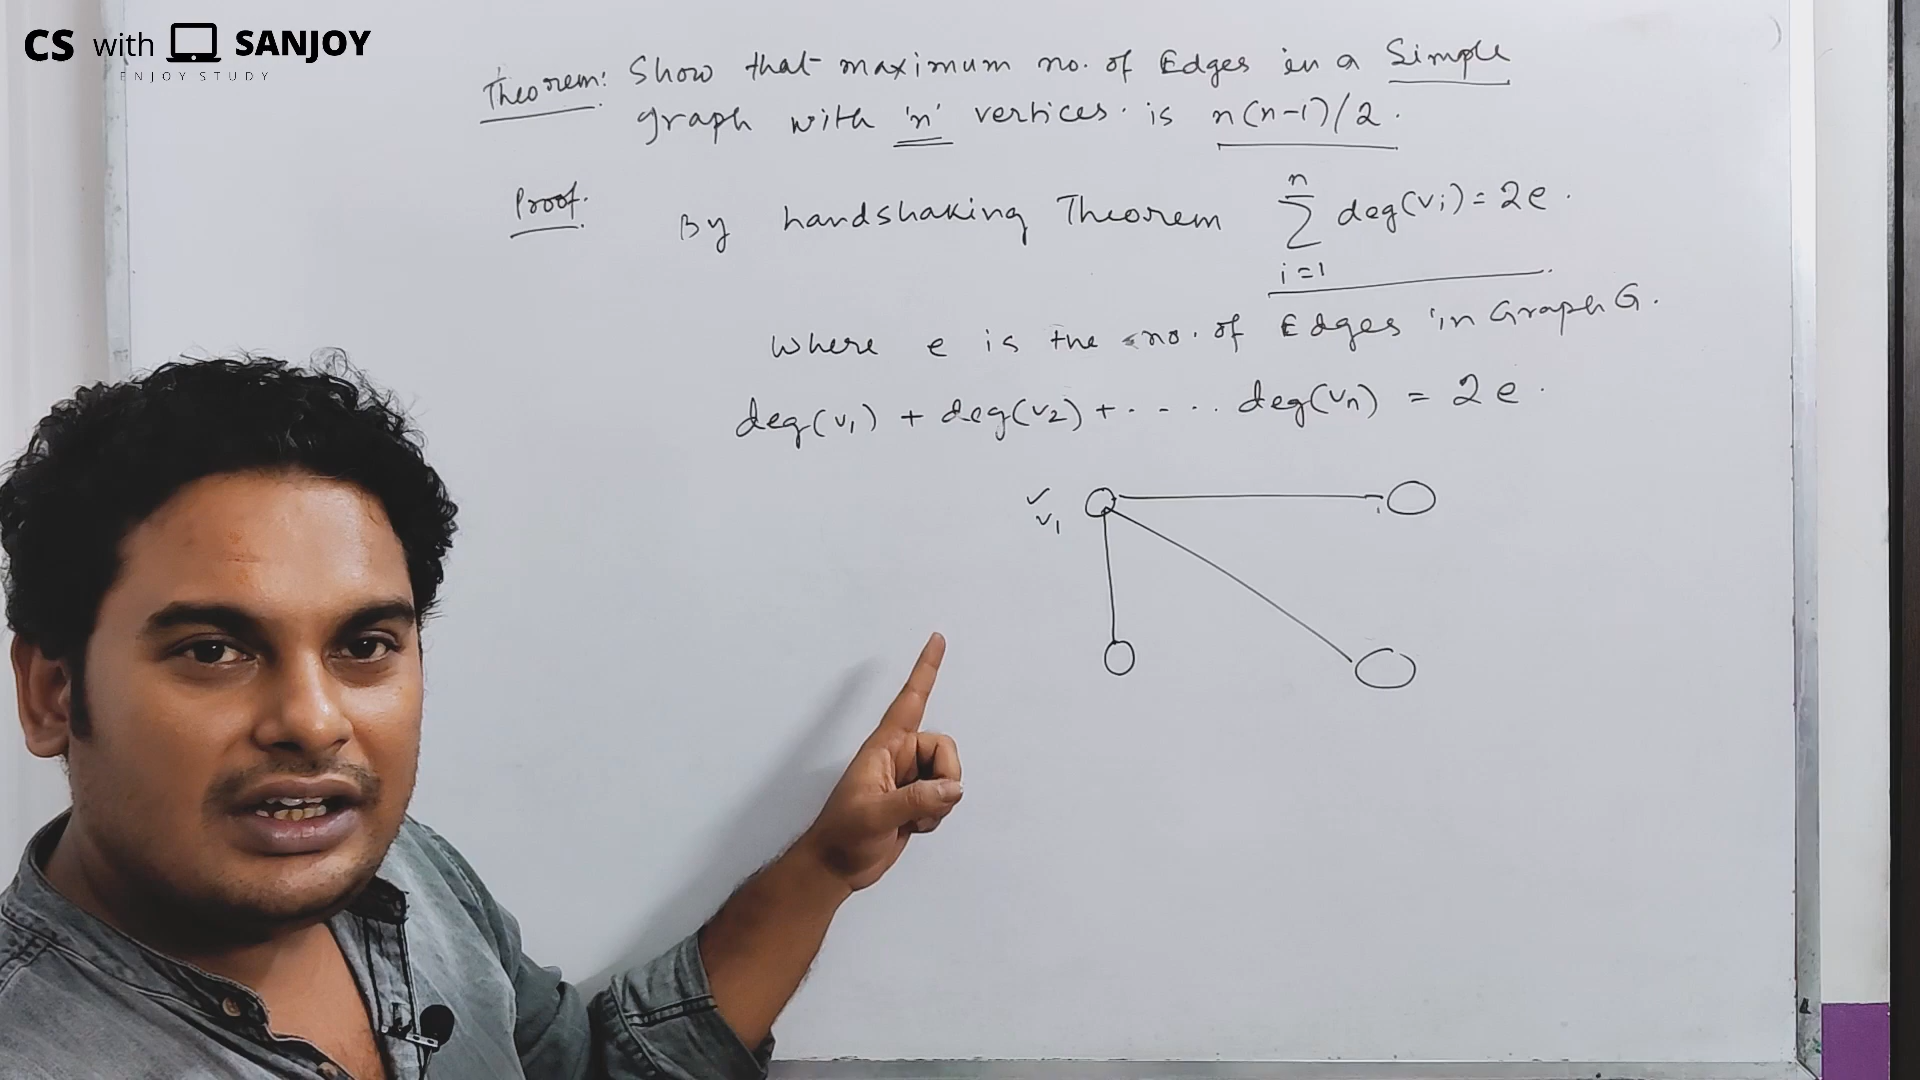 CS with SANJOY
ENJOY STUDY
Theorem: Show that maximum no. of Edges in a Simple
graph with 'n' vertices is n(n-1)/2.
Proof.
By handshaking Theorem n∑i=1 deg(vi) = 2e.
Where e is the no. of Edges in Graph G.
deg(v1) + deg(v2) + ..... deg(vn) = 2e.
v1